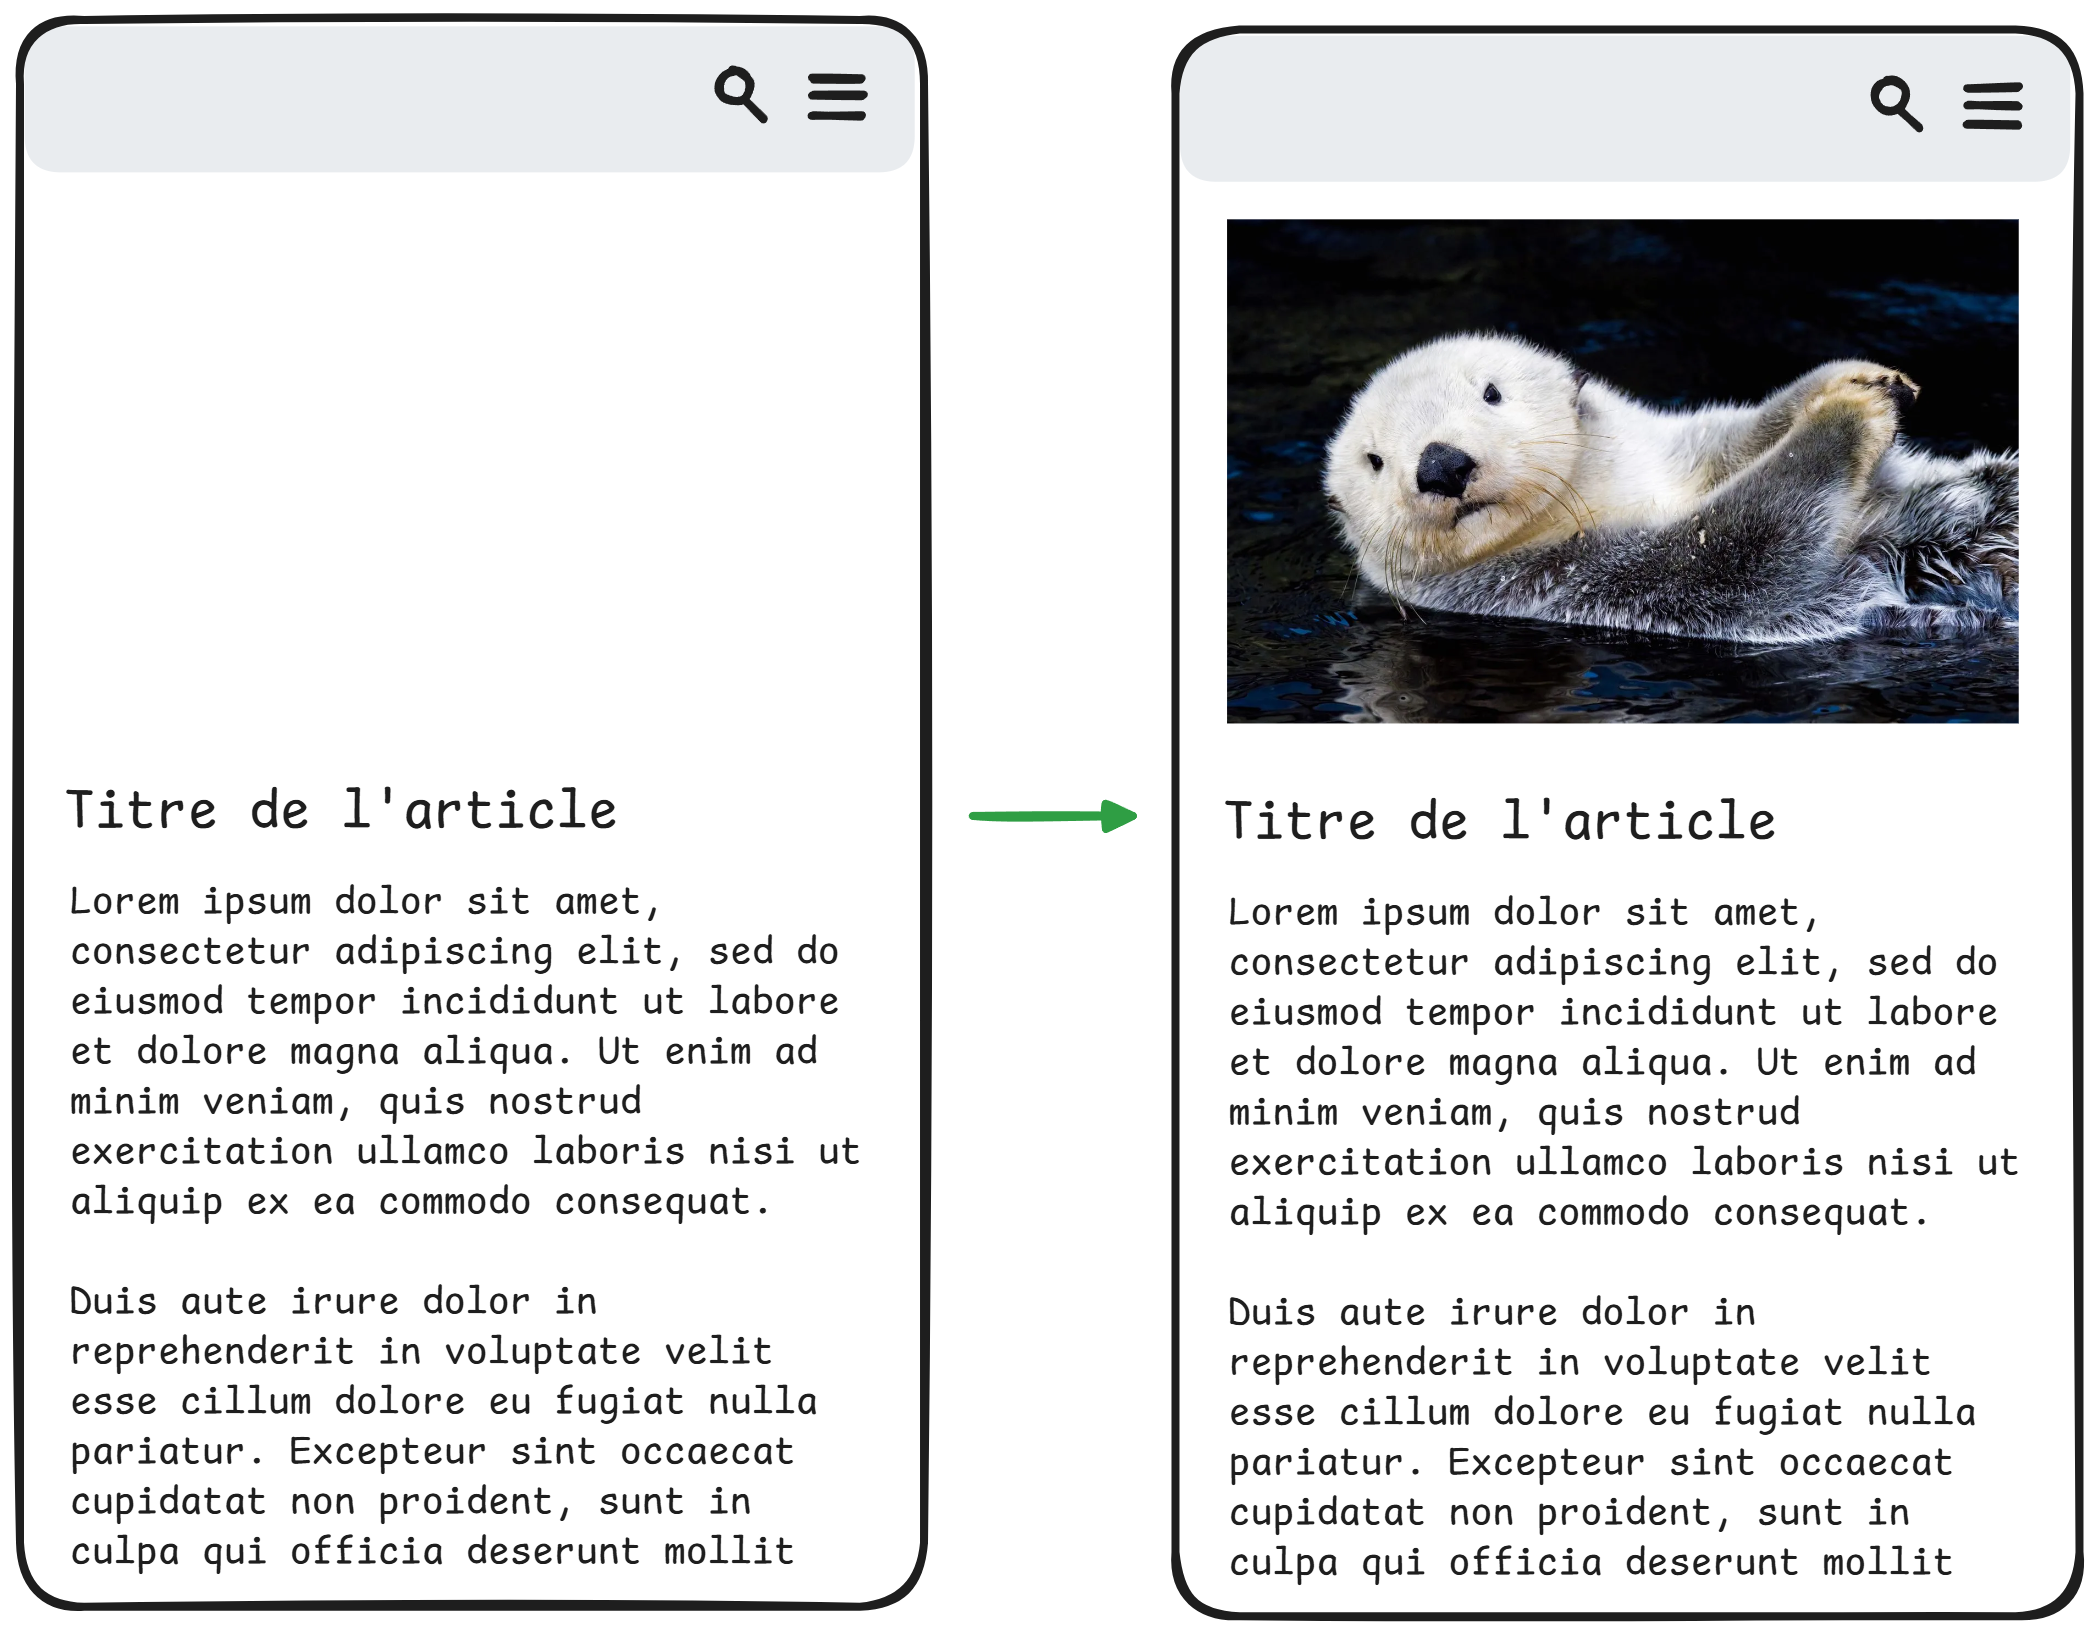 Titre de l'article
Lorem ipsum dolor sit amet,
consectetur adipiscing elit, sed do
eiusmod tempor incididunt ut labore
et dolore magna aliqua. Ut enim ad
minim veniam, quis nostrud
exercitation ullamco laboris nisi ut
aliquip ex ea commodo consequat.
Duis aute irure dolor in
reprehenderit in voluptate velit
esse cillum dolore eu fugiat nulla
pariatur. Excepteur sint occaecat
cupidatat non proident, sunt in
culpa qui officia deserunt mollit
Titre de l'article
Lorem ipsum dolor sit amet,
consectetur adipiscing elit, sed do
eiusmod tempor incididunt ut labore
et dolore magna aliqua. Ut enim ad
minim veniam, quis nostrud
exercitation ullamco laboris nisi ut
aliquip ex ea commodo consequat.
Duis aute irure dolor in
reprehenderit in voluptate velit
esse cillum dolore eu fugiat nulla
pariatur. Excepteur sint occaecat
cupidatat non proident, sunt in
culpa qui officia deserunt mollit